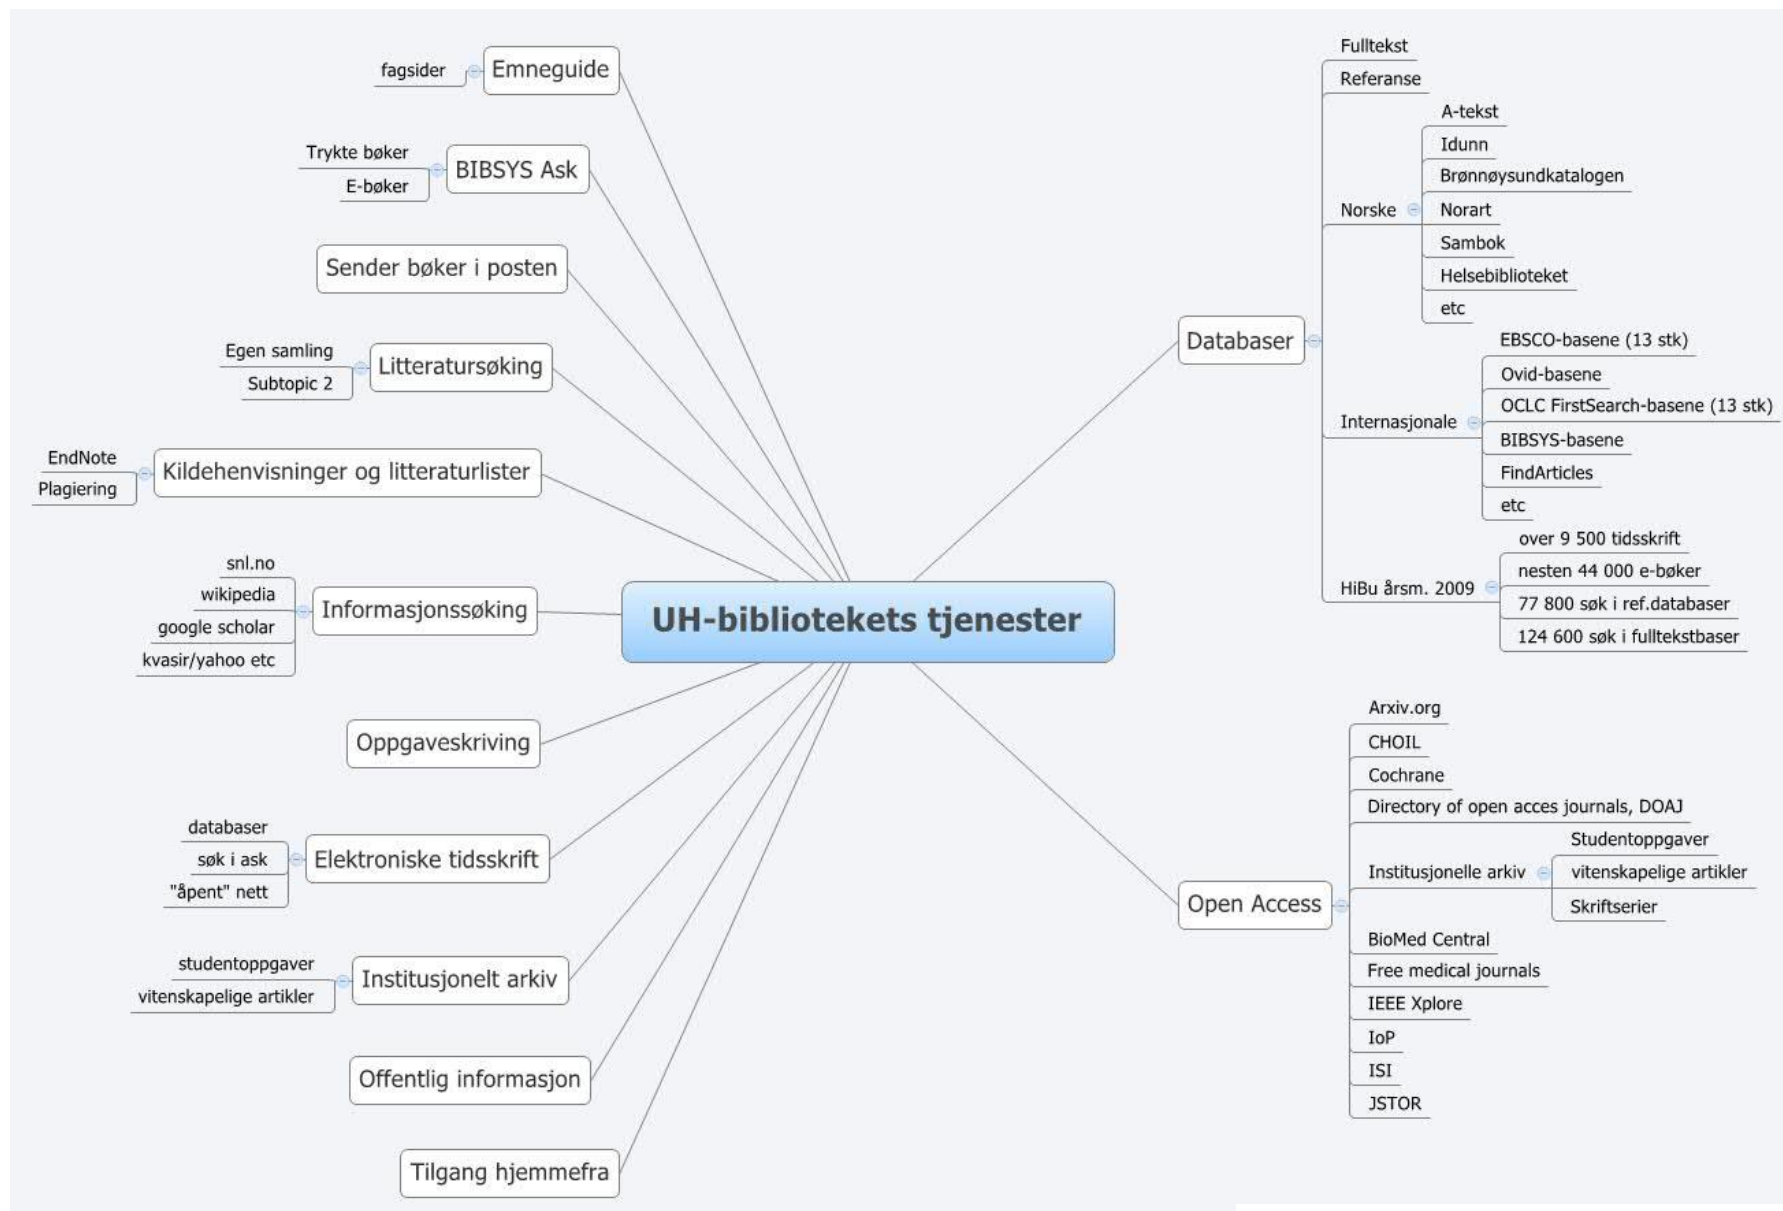 UH-bibliotekets tjenester
Emneguide
fagsider
BIBSYS Ask
Trykte bøker
E-bøker
Sender bøker i posten
Litteratursøking
Egen samling
Subtopic 2
Kildehenvisninger og litteraturlister
EndNote
Plagiering
Informasjonssøking
snl.no
wikipedia
google scholar
kvasir/yahoo etc
Oppgaveskriving
Elektroniske tidsskrift
databaser
søk i ask
"åpent" nett
Institusjonelt arkiv
studentoppgaver
vitenskapelige artikler
Offentlig informasjon
Tilgang hjemmefra
Databaser
Fulltekst
Referanse
Norske
A-tekst
Idunn
Brønnøysundkatalogen
Norart
Sambok
Helsebiblioteket
etc
Internasjonale
EBSCO-basene (13 stk)
Ovid-basene
OCLC FirstSearch-basene (13 stk)
BIBSYS-basene
FindArticles
etc
HiBu årsm. 2009
over 9 500 tidsskrift
nesten 44 000 e-bøker
77 800 søk i ref.databaser
124 600 søk i fulltekstbaser
Open Access
Arxiv.org
CHOIL
Cochrane
Directory of open acces journals, DOAJ
Institusjonelle arkiv
Studentoppgaver
vitenskapelige artikler
Skriftserier
BioMed Central
Free medical journals
IEEE Xplore
IoP
ISI
JSTOR